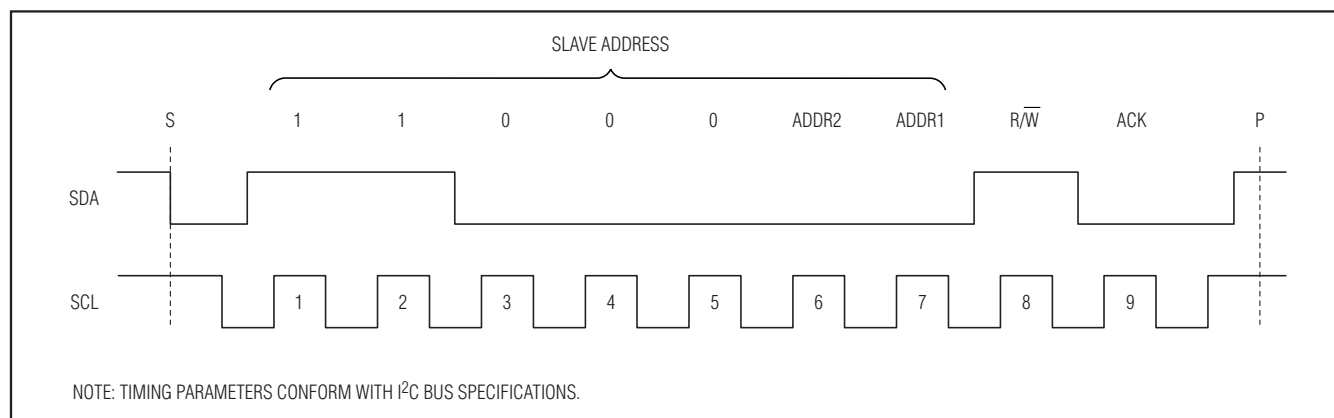 SLAVE ADDRESS
S 1 1 0 0 0 ADDR2 ADDR1 R/W̅ ACK P
SDA
SCL 1 2 3 4 5 6 7 8 9
NOTE: TIMING PARAMETERS CONFORM WITH I²C BUS SPECIFICATIONS.